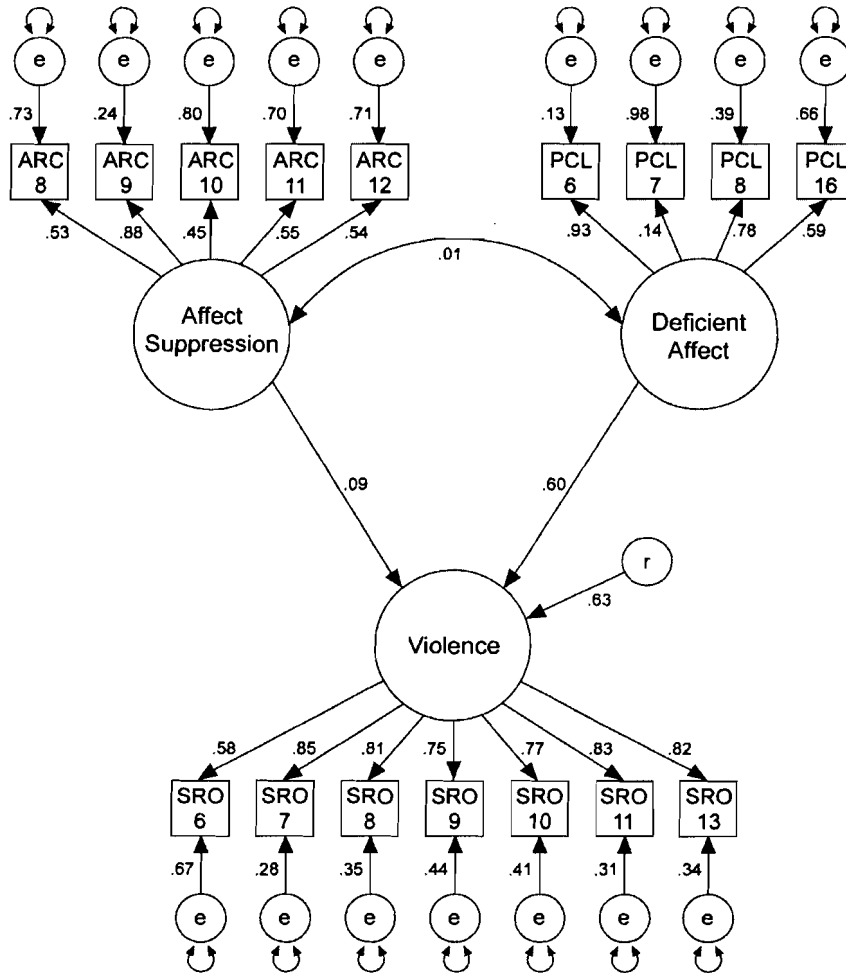 e e e e e e e e e
.73 .24 .80 .70 .71 .13 .98 .39 .66
ARC ARC ARC ARC ARC PCL PCL PCL PCL
8 9 10 11 12 6 7 8 16
.53 .88 .45 .55 .54 .93 .14 .78 .59
.01
Affect
Suppression
Deficient
Affect
.09 .60
r
.63
Violence
.58 .85 .81 .75 .77 .83 .82
SRO SRO SRO SRO SRO SRO SRO
6 7 8 9 10 11 13
.67 .28 .35 .44 .41 .31 .34
e e e e e e e